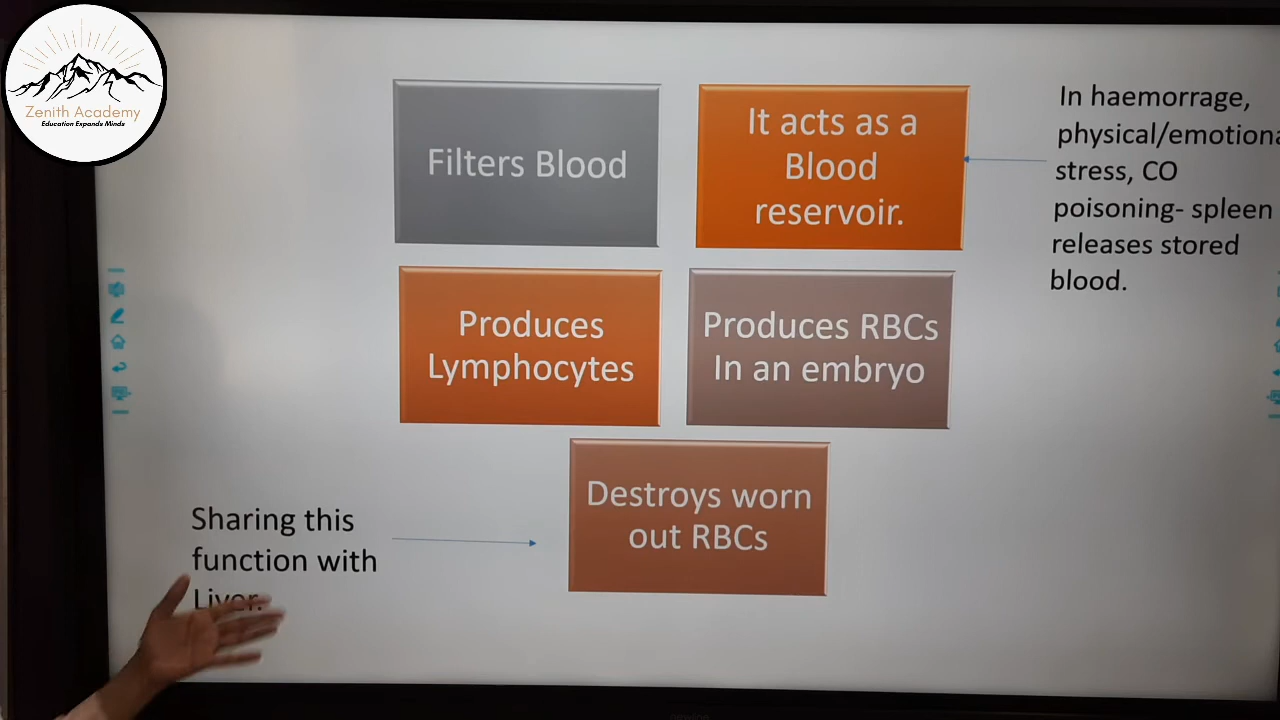 Zenith Academy
Education Expands Minds
Filters Blood
It acts as a
Blood
reservoir.
In haemorrage,
physical/emotiona
stress, CO
poisoning- spleen
releases stored
blood.
Produces
Lymphocytes
Produces RBCs
In an embryo
Destroys worn
out RBCs
Sharing this
function with
Liver.